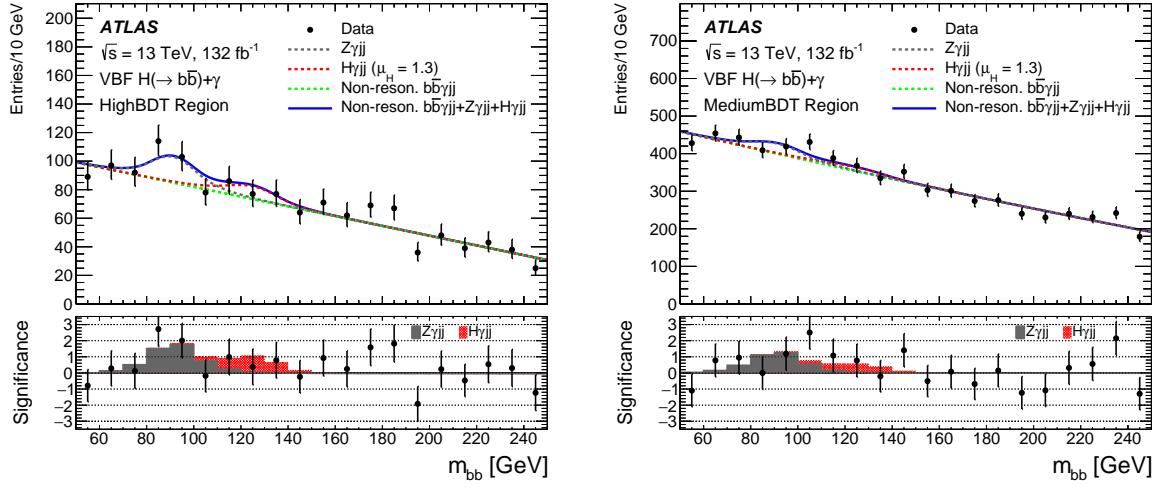 Entries/10 GeV
200
180
160
140
120
100
80
60
40
20
0
ATLAS
√s = 13 TeV, 132 fb⁻¹
VBF H(→ bb̅)+γ
HighBDT Region
Data
Zγjj
Hγjj (μ_H = 1.3)
Non-reson. bb̅γjj
Non-reson. bb̅γjj+Zγjj+Hγjj
Significance
3
2
1
0
−1
−2
−3
Zγjj Hγjj
60 80 100 120 140 160 180 200 220 240
m_bb [GeV]
Entries/10 GeV
700
600
500
400
300
200
100
0
ATLAS
√s = 13 TeV, 132 fb⁻¹
VBF H(→ bb̅)+γ
MediumBDT Region
Data
Zγjj
Hγjj (μ_H = 1.3)
Non-reson. bb̅γjj
Non-reson. bb̅γjj+Zγjj+Hγjj
Significance
3
2
1
0
−1
−2
−3
Zγjj Hγjj
60 80 100 120 140 160 180 200 220 240
m_bb [GeV]